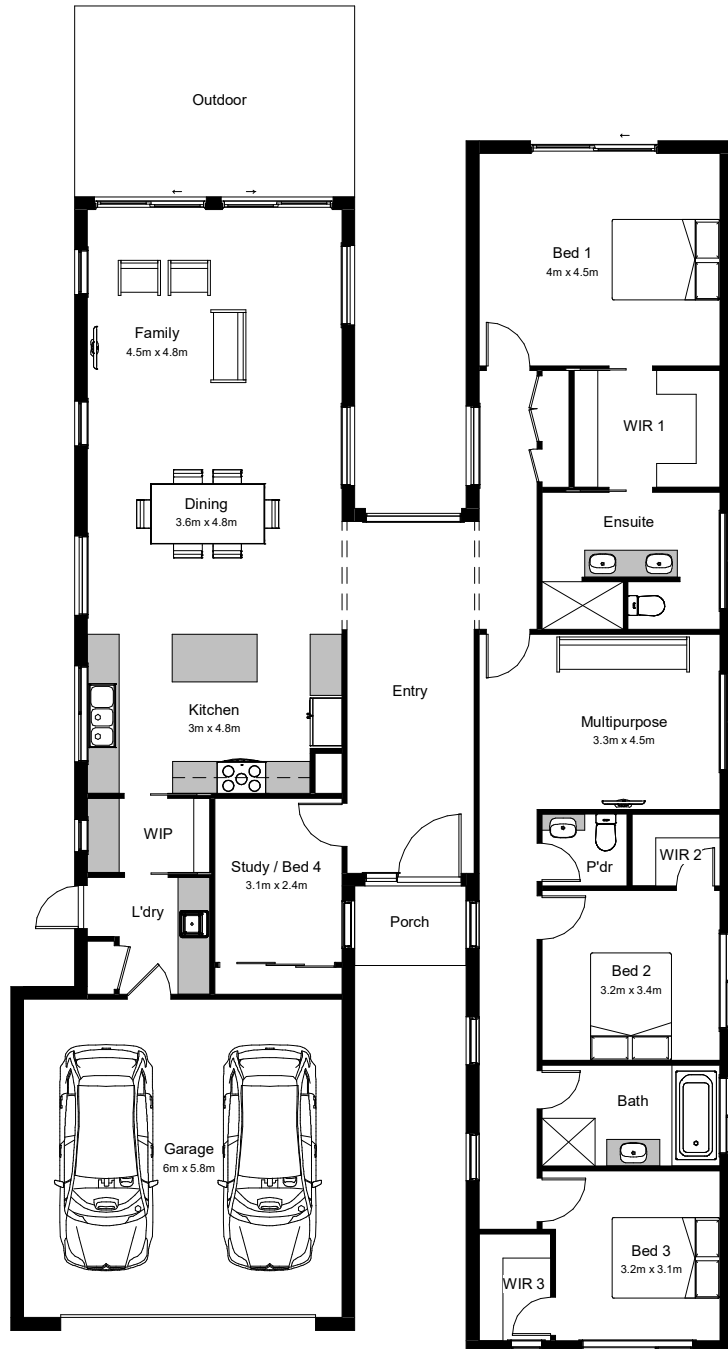 Outdoor
Bed 1
4m x 4.5m
Family
4.5m x 4.8m
WIR 1
Dining
3.6m x 4.8m
Ensuite
Entry
Kitchen
3m x 4.8m
Multipurpose
3.3m x 4.5m
WIP
Study / Bed 4
3.1m x 2.4m
P'dr
WIR 2
L'dry
Porch
Bed 2
3.2m x 3.4m
Bath
Garage
6m x 5.8m
Bed 3
3.2m x 3.1m
WIR 3